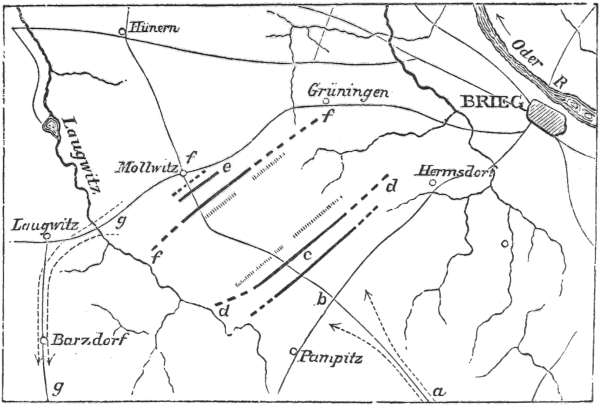 Hünern
Oder
R
BRIEG
Grüningen
f
Laugwitz
f
e
Mollwitz
Hermsdorf
d
g
Laugwitz
f
c
b
d
Barzdorf
Pampitz
g
a